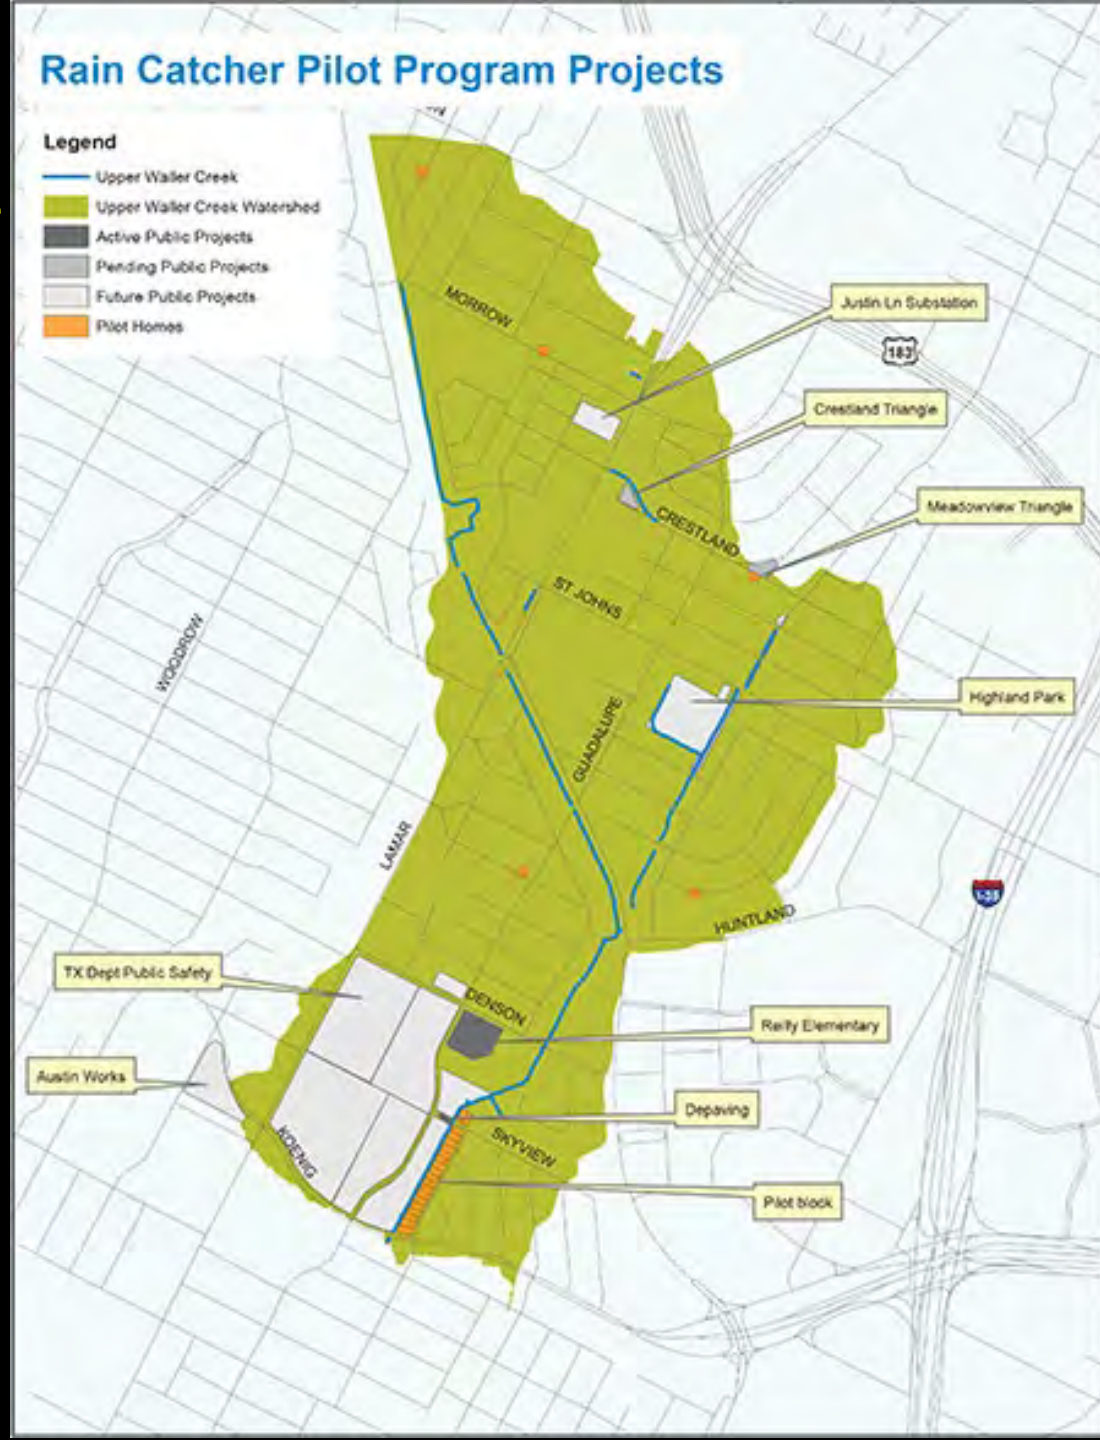 Rain Catcher Pilot Program Projects
Legend
Upper Waller Creek
Upper Waller Creek Watershed
Active Public Projects
Pending Public Projects
Future Public Projects
Pilot Homes
MORROW
Justin Ln Substation
183
Crestland Triangle
Meadowview Triangle
CRESTLAND
ST JOHNS
WOODROW
Highland Park
GUADALUPE
LAMAR
I-35
HUNTLAND
TX Dept Public Safety
DENSON
Reilly Elementary
Austin Works
Depaving
KOENIG
SKYVIEW
Pilot block